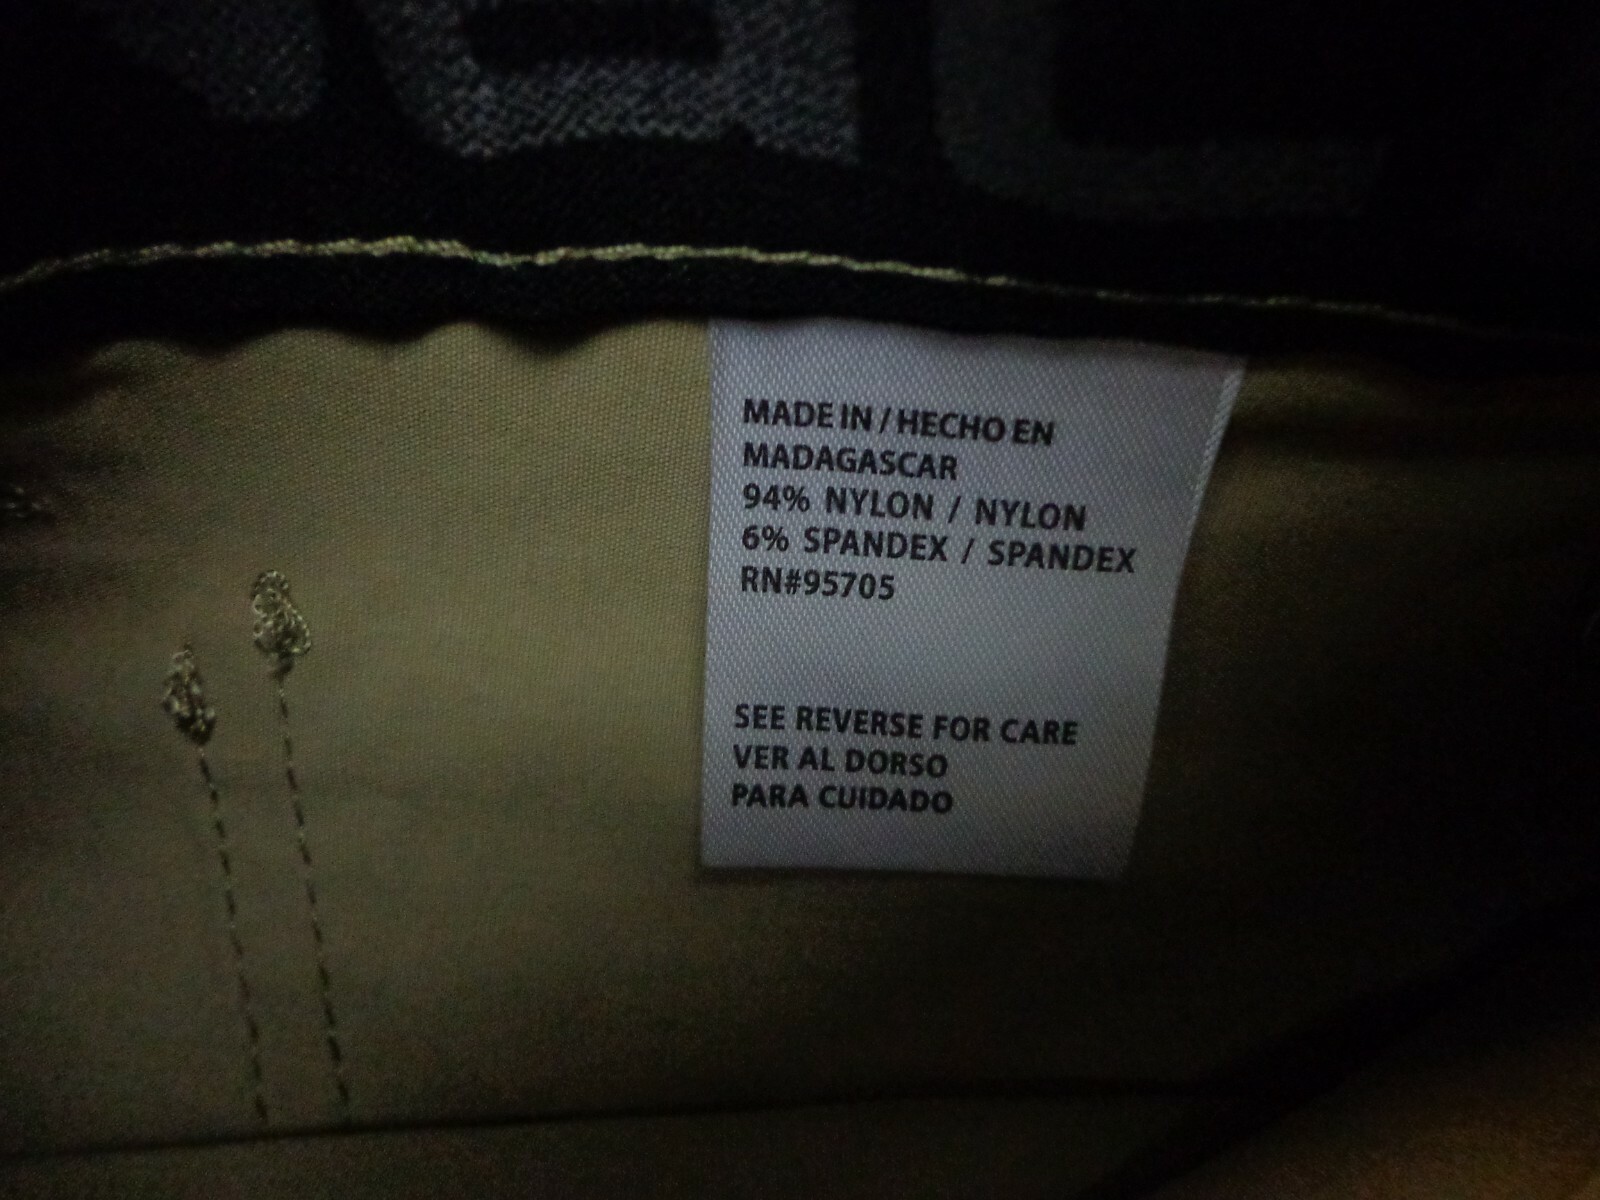 MADE IN / HECHO EN
MADAGASCAR
94% NYLON / NYLON
6% SPANDEX / SPANDEX
RN#95705
SEE REVERSE FOR CARE
VER AL DORSO
PARA CUIDADO